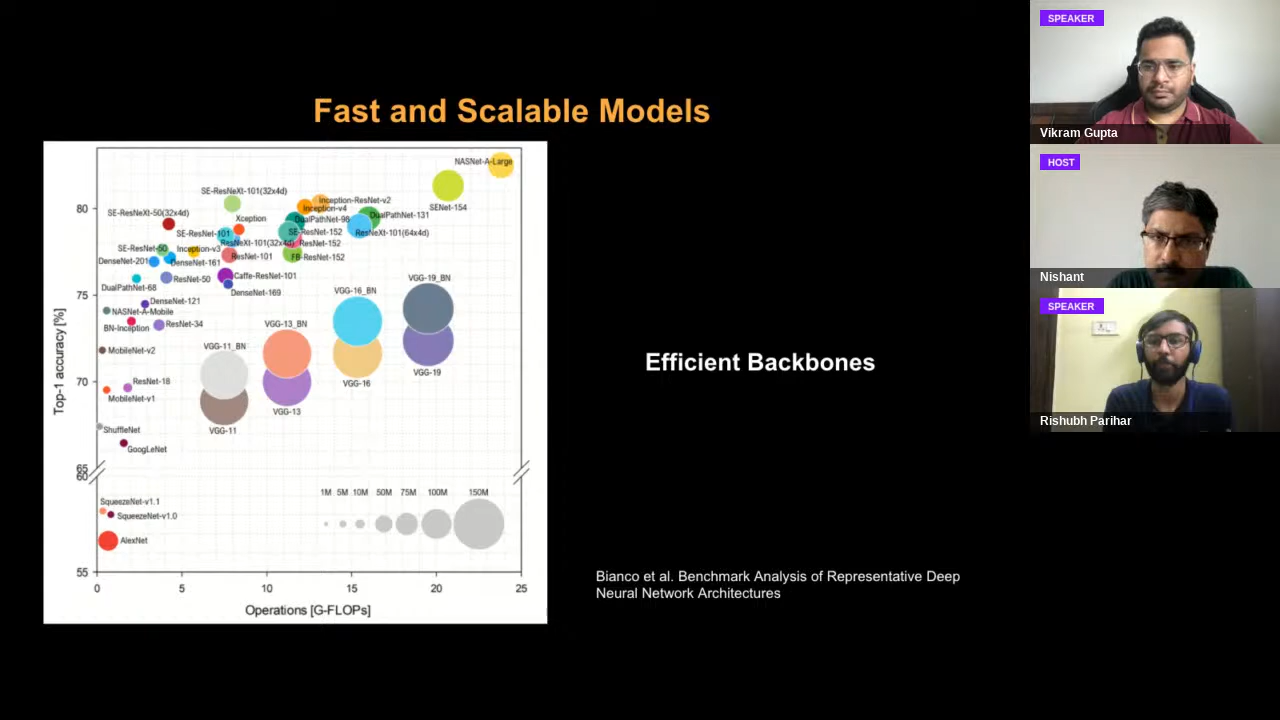 Fast and Scalable Models
NASNet-A-Large
SE-ResNeXt-101(32x4d)
Inception-ResNet-v2
SENet-154
SE-ResNeXt-50(32x4d)
Inception-v4
80
Xception
DualPathNet-98
DualPathNet-131
SE-ResNet-101
SE-ResNet-152
ResNeXt-101(64x4d)
SE-ResNet-50
Inception-v3
ResNeXt-101(32x4d)
ResNet-152
DenseNet-201
DenseNet-161
ResNet-101
FB-ResNet-152
ResNet-50
Caffe-ResNet-101
VGG-19_BN
DualPathNet-68
DenseNet-169
VGG-16_BN
75
DenseNet-121
NASNet-A-Mobile
BN-Inception
ResNet-34
VGG-13_BN
MobileNet-v2
VGG-11_BN
VGG-19
70
ResNet-18
VGG-16
MobileNet-v1
VGG-13
ShuffleNet
VGG-11
GoogLeNet
65
60
1M 5M 10M 50M 75M 100M 150M
SqueezeNet-v1.1
SqueezeNet-v1.0
AlexNet
55
0 5 10 15 20 25
Top-1 accuracy [%]
Operations [G-FLOPs]
Efficient Backbones
Bianco et al. Benchmark Analysis of Representative Deep
Neural Network Architectures
SPEAKER
Vikram Gupta
HOST
Nishant
SPEAKER
Rishubh Parihar